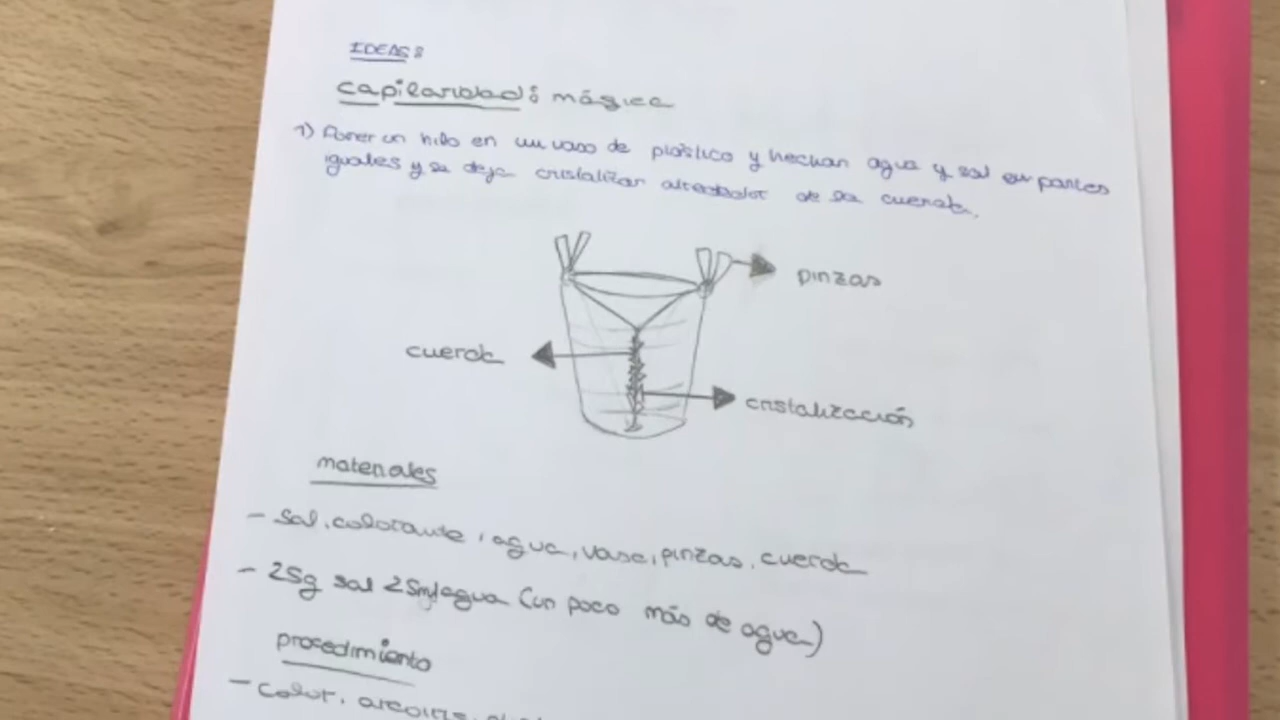 IDEAS:
capilaridad: mágica
1) Poner un hilo en un vaso de plástico y hechan agua y sal en partes
iguales y se deja cristalizar alrededor de la cuerda.
pinzas
cuerda
cristalización
materiales
- sal, colorante, agua, vaso, pinzas, cuerda
- 25g sal 25ml agua (un poco más de agua)
procedimiento
- color,